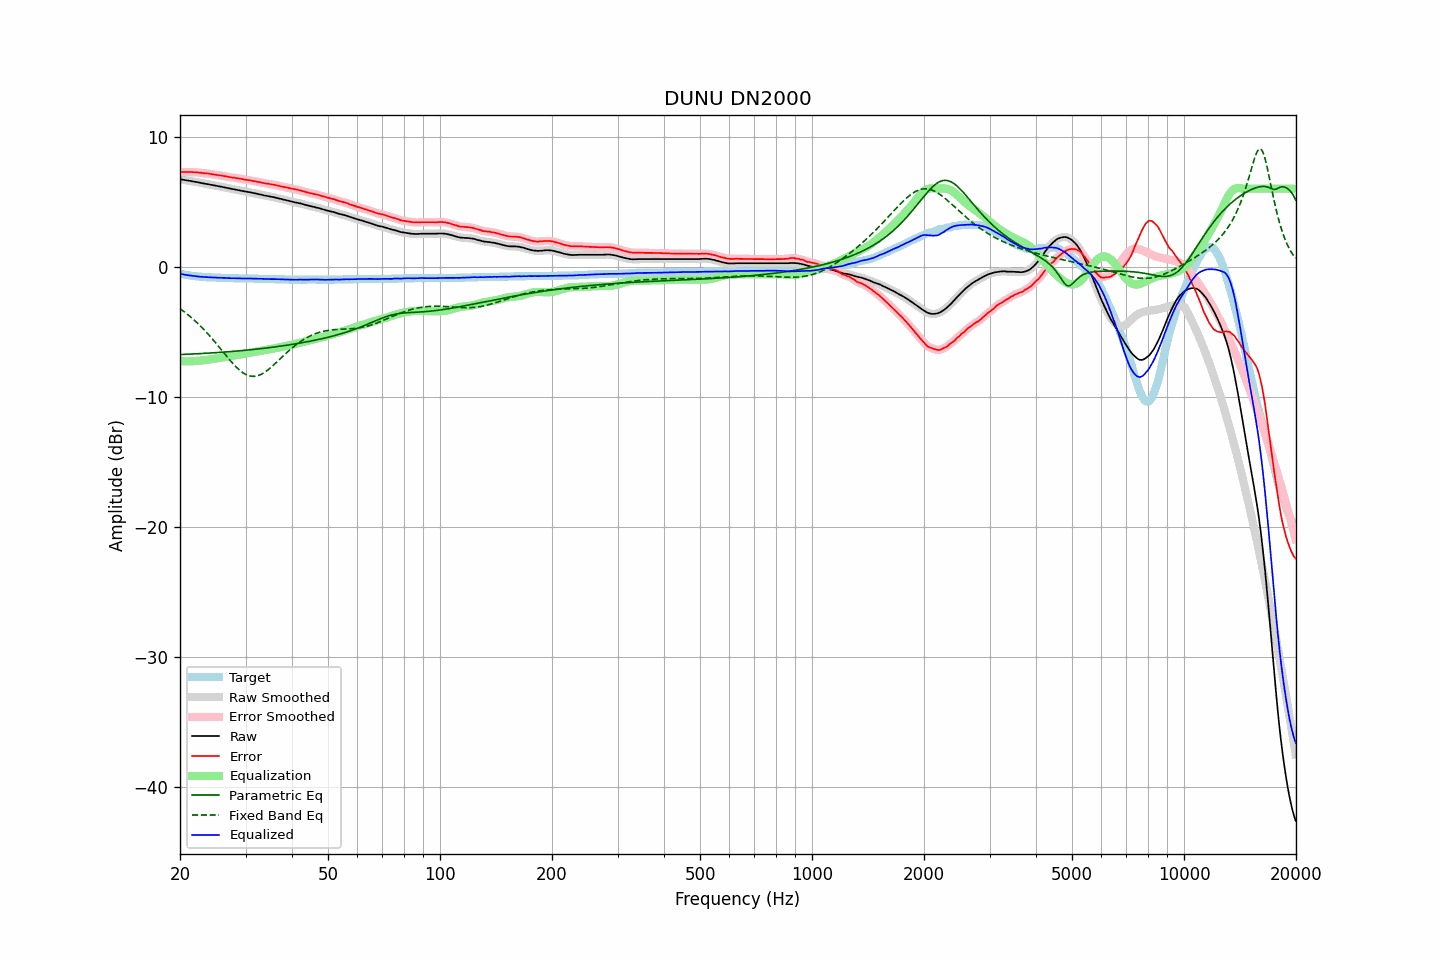 DUNU DN2000
10
0
−10
−20
−30
−40
Amplitude (dBr)
Target
Raw Smoothed
Error Smoothed
Raw
Error
Equalization
Parametric Eq
Fixed Band Eq
Equalized
20 50 100 200 500 1000 2000 5000 10000 20000
Frequency (Hz)